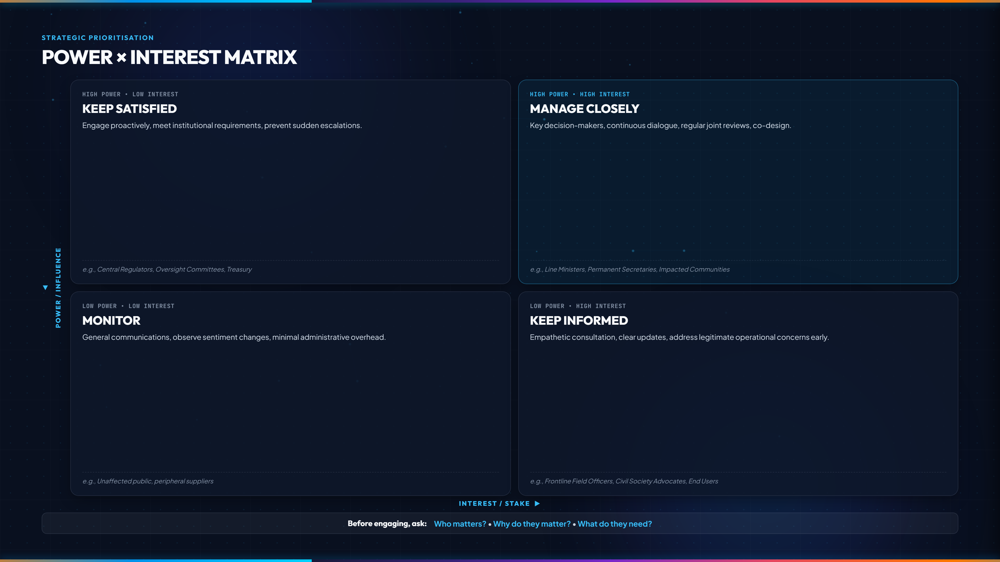 STRATEGIC PRIORITISATION
POWER × INTEREST MATRIX
HIGH POWER • LOW INTEREST
KEEP SATISFIED
Engage proactively, meet institutional requirements, prevent sudden escalations.
e.g., Central Regulators, Oversight Committees, Treasury
HIGH POWER • HIGH INTEREST
MANAGE CLOSELY
Key decision-makers, continuous dialogue, regular joint reviews, co-design.
e.g., Line Ministers, Permanent Secretaries, Impacted Communities
POWER / INFLUENCE ▶
LOW POWER • LOW INTEREST
MONITOR
General communications, observe sentiment changes, minimal administrative overhead.
e.g., Unaffected public, peripheral suppliers
LOW POWER • HIGH INTEREST
KEEP INFORMED
Empathetic consultation, clear updates, address legitimate operational concerns early.
e.g., Frontline Field Officers, Civil Society Advocates, End Users
INTEREST / STAKE ▶
Before engaging, ask: Who matters? • Why do they matter? • What do they need?